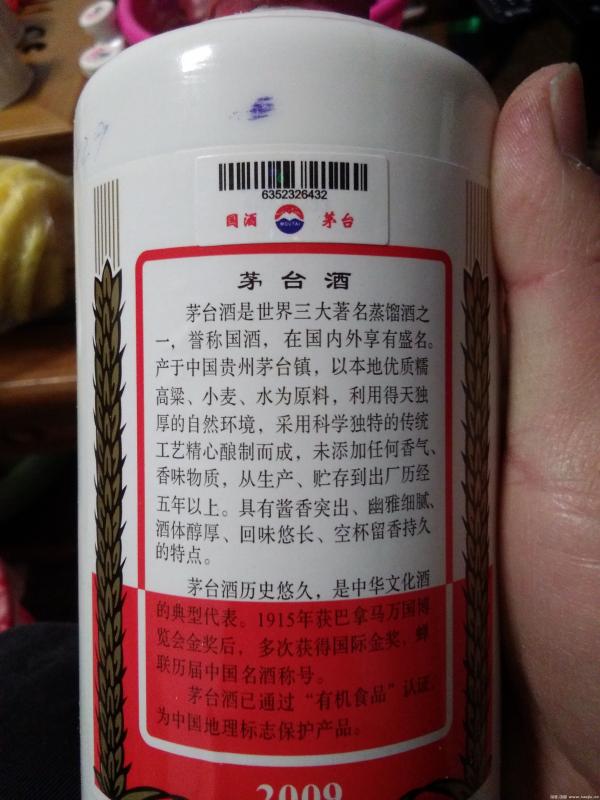 6352326432
国酒 MOUTAI 茅台
茅台酒
茅台酒是世界三大著名蒸馏酒之
一，誉称国酒，在国内外享有盛名。
产于中国贵州茅台镇，以本地优质糯
高粱、小麦、水为原料，利用得天独
厚的自然环境，采用科学独特的传统
工艺精心酿制而成，未添加任何香气、
香味物质，从生产、贮存到出厂历经
五年以上。具有酱香突出、幽雅细腻、
酒体醇厚、回味悠长、空杯留香持久
的特点。
茅台酒历史悠久，是中华文化酒
的典型代表。1915年获巴拿马万国博
览会金奖后，多次获得国际金奖，蝉
联历届中国名酒称号。
茅台酒已通过“有机食品”认证，
为中国地理标志保护产品。
2009